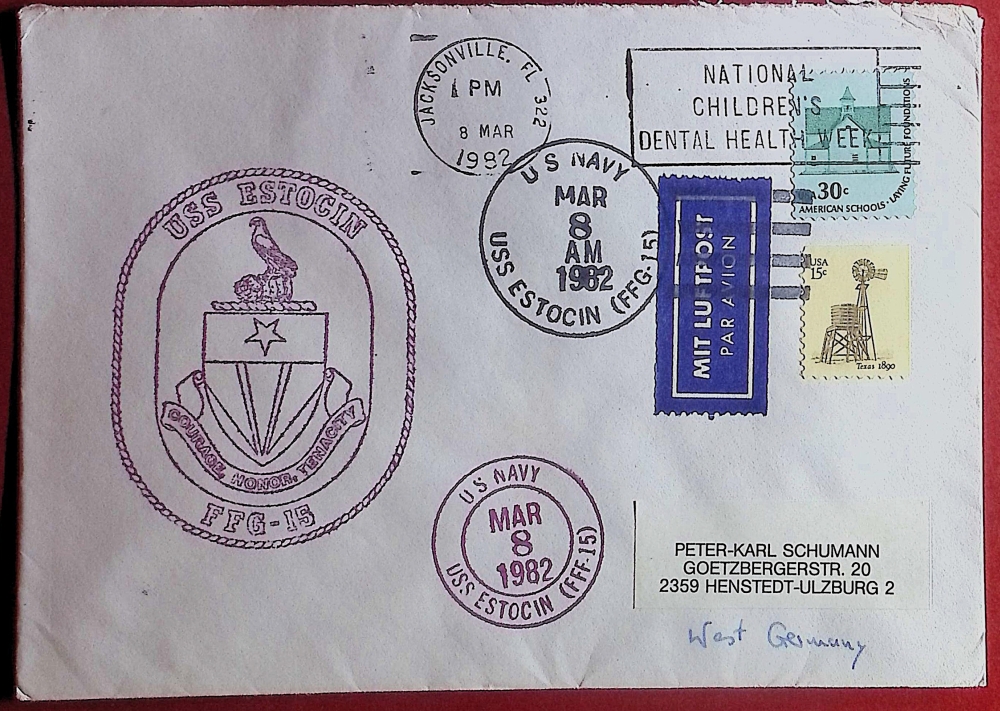 JACKSONVILLE, FL 322
1 PM
8 MAR
1982
NATIONAL
CHILDREN'S
DENTAL HEALTH WEEK
30c
AMERICAN SCHOOLS · LAYING FUTURE FOUNDATIONS
U S NAVY
MAR
8
AM
1982
USS ESTOCIN (FFG-15)
MIT LUFTPOST
PAR AVION
USA
15c
Texas 1890
USS ESTOCIN
COURAGE, HONOR, TENACITY
FFG-15
U S NAVY
MAR
8
1982
USS ESTOCIN (FFF-15)
PETER-KARL SCHUMANN
GOETZBERGERSTR. 20
2359 HENSTEDT-ULZBURG 2
West Germany